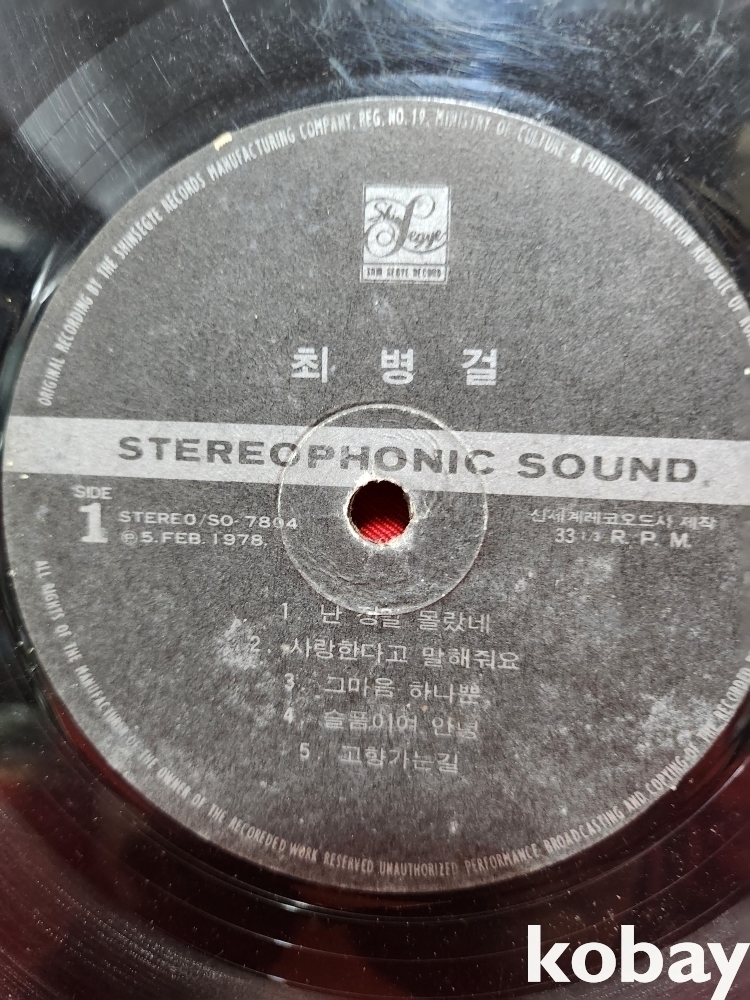 ORIGINAL RECORDING BY THE SHINSEGYE RECORDS MANUFACTURING COMPANY. REG. NO. 19. MINISTRY OF CULTURE & PUBLIC INFORMATION REPUBLIC OF
Shin Segye
SHIN SEGYE RECORD
최 병 걸
STEREOPHONIC SOUND
SIDE
1
STEREO/SO-7804
Ⓟ5. FEB. 1978.
신세계레코오드사 제작
33 1/3 R. P. M.
1. 난 정말 몰랐네
2. 사랑한다고 말해줘요
3. 그마음 하나뿐
4. 슬픔이여 안녕
5. 고향가는길
ALL RIGHTS OF THE MANUFACTURER & THE OWNER OF THE RECOREDED WORK RESERVED UNAUTHORIZED PERFORMANCE BROADCASTING AND COPYING OF THE RECORD
kobay